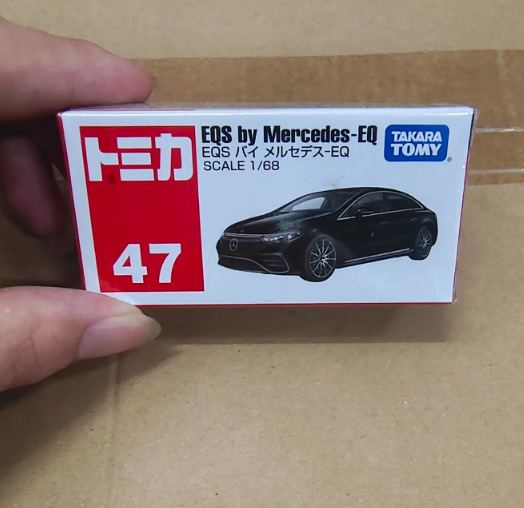 トミカ
47
EQS by Mercedes-EQ
EQS バイ メルセデス-EQ
SCALE 1/68
TAKARA
TOMY
®